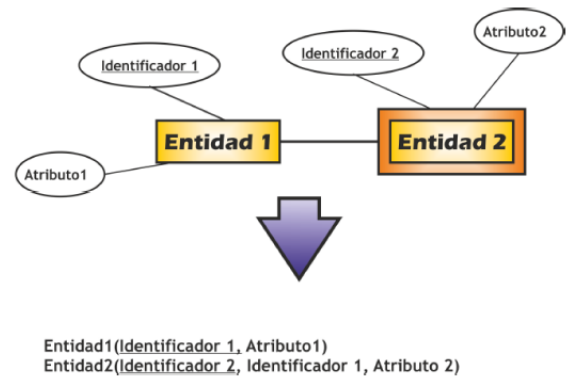 Atributo2
Identificador 1
Identificador 2
Entidad 1
Entidad 2
Atributo1
Entidad1(Identificador 1, Atributo1)
Entidad2(Identificador 2, Identificador 1, Atributo 2)